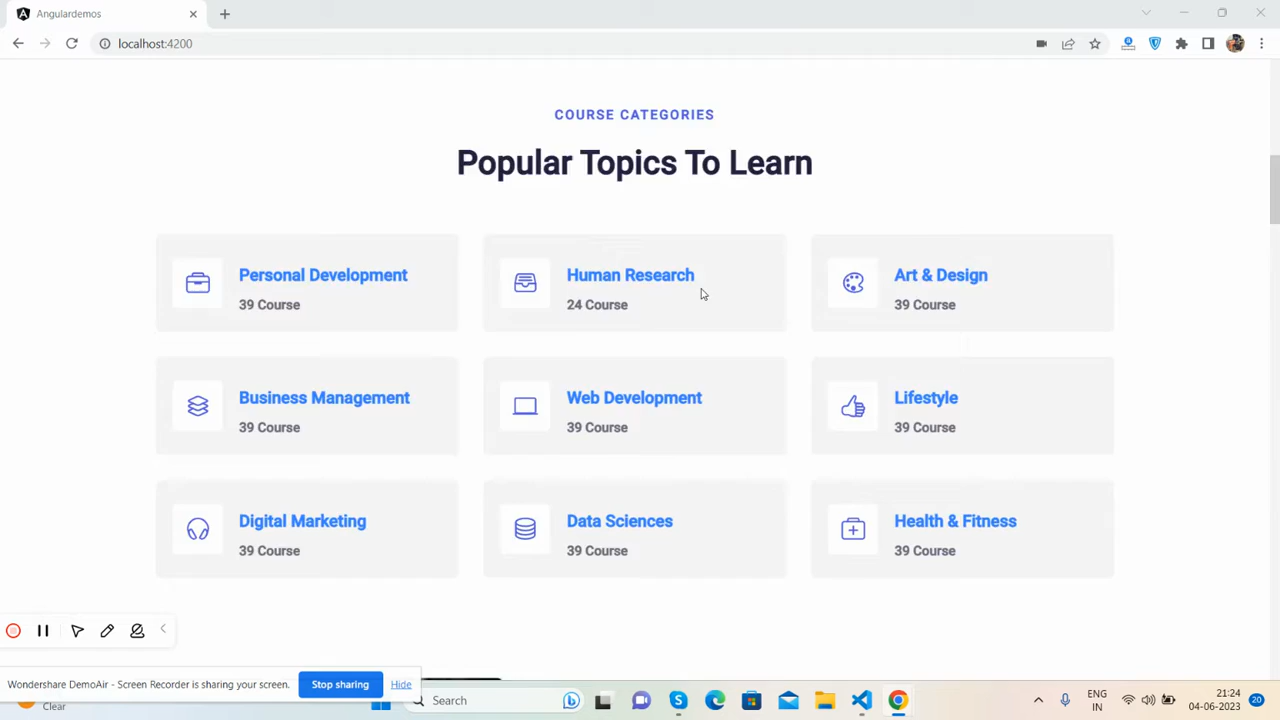 Angulardemos
localhost:4200
COURSE CATEGORIES
Popular Topics To Learn
Personal Development
39 Course
Human Research
24 Course
Art & Design
39 Course
Business Management
39 Course
Web Development
39 Course
Lifestyle
39 Course
Digital Marketing
39 Course
Data Sciences
39 Course
Health & Fitness
39 Course
Wondershare DemoAir - Screen Recorder is sharing your screen. Stop sharing Hide
Clear
Search
ENG
IN
21:24
04-06-2023
20